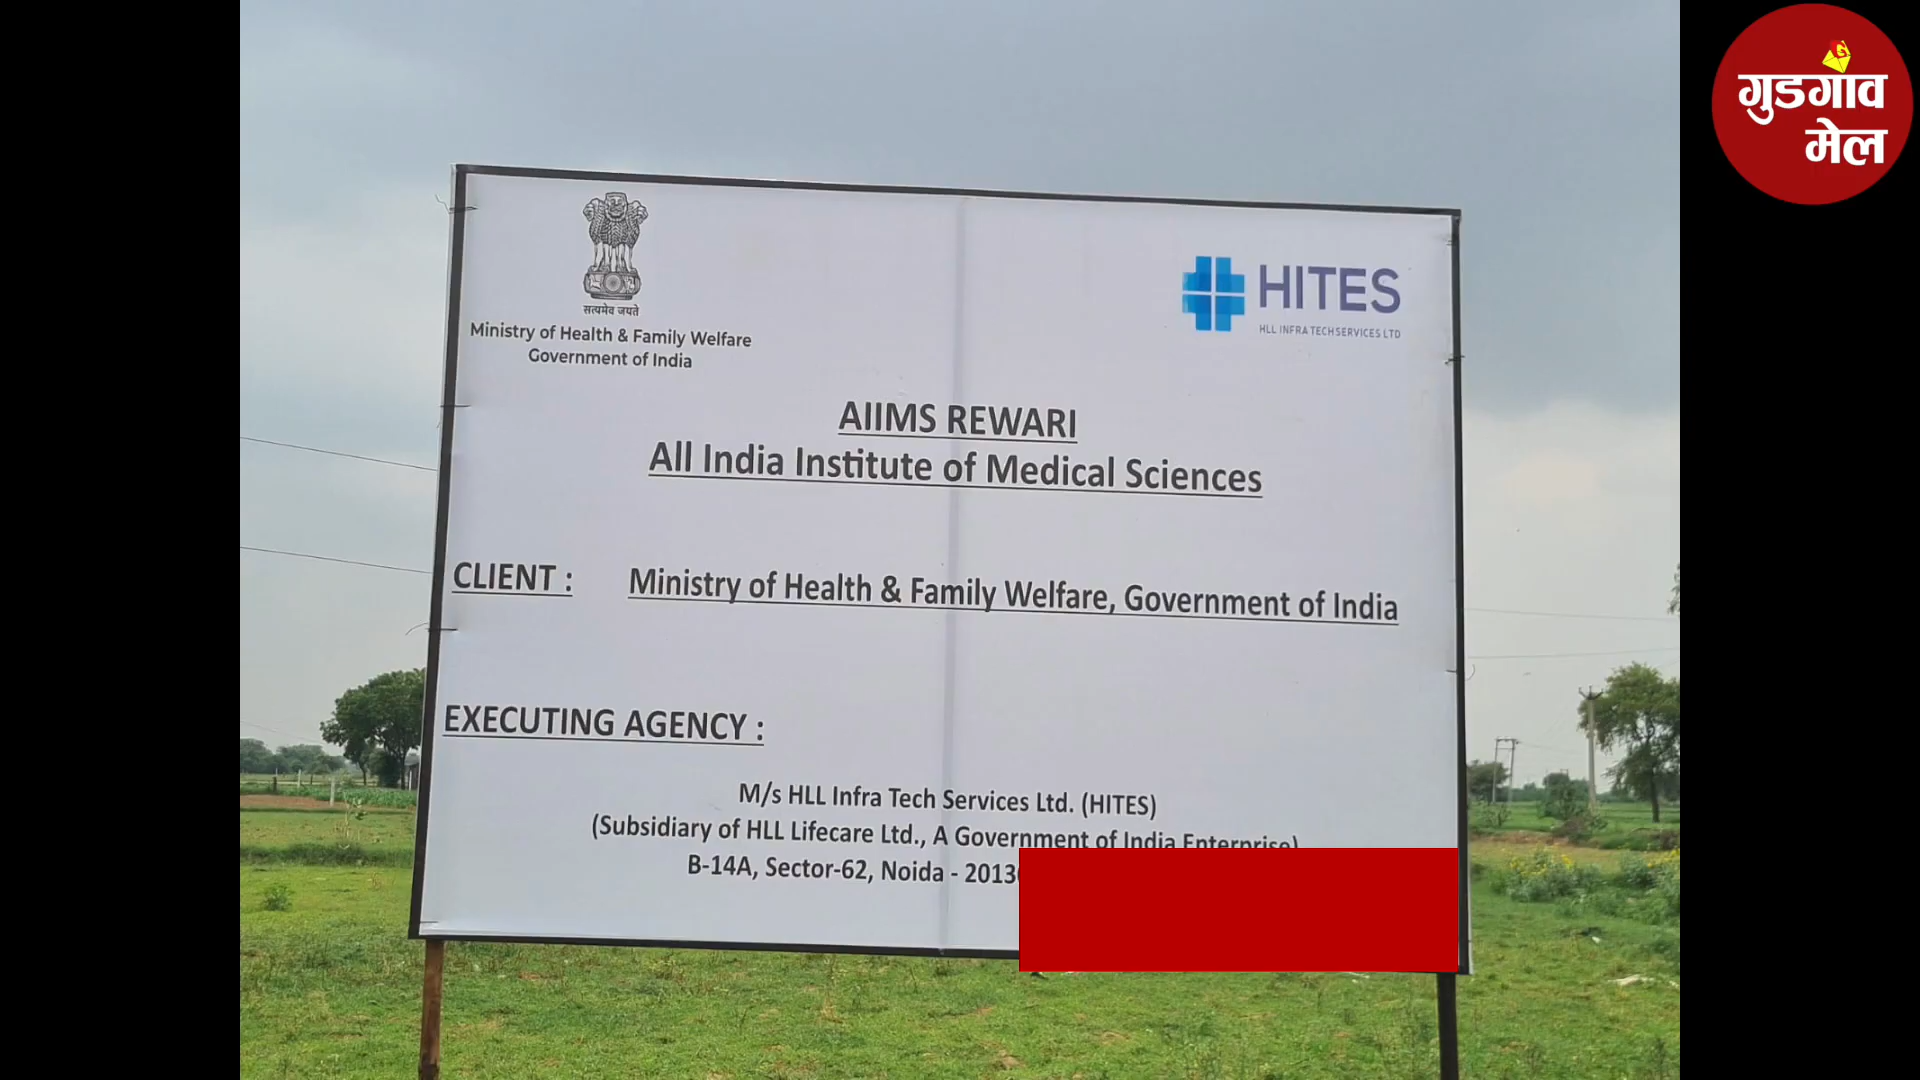 गुडगांव
मेल
सत्यमेव जयते
Ministry of Health & Family Welfare
Government of India
HITES
HLL INFRA TECH SERVICES LTD
AIIMS REWARI
All India Institute of Medical Sciences
CLIENT : Ministry of Health & Family Welfare, Government of India
EXECUTING AGENCY :
M/s HLL Infra Tech Services Ltd. (HITES)
(Subsidiary of HLL Lifecare Ltd., A Government of India Enterprise)
B-14A, Sector-62, Noida -